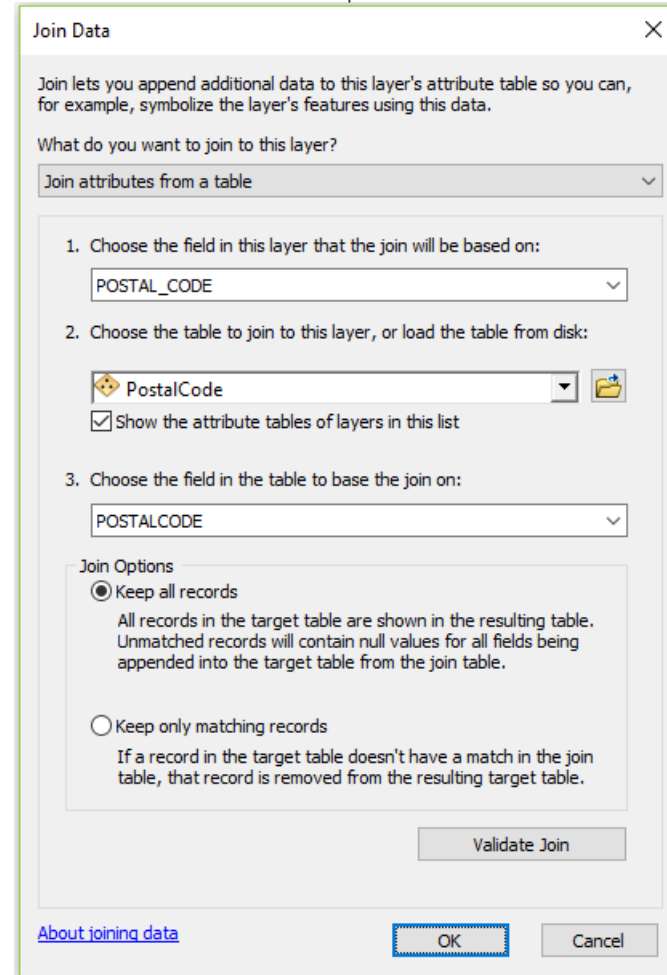 Join Data
Join lets you append additional data to this layer's attribute table so you can,
for example, symbolize the layer's features using this data.
What do you want to join to this layer?
Join attributes from a table
1. Choose the field in this layer that the join will be based on:
POSTAL_CODE
2. Choose the table to join to this layer, or load the table from disk:
PostalCode
Show the attribute tables of layers in this list
3. Choose the field in the table to base the join on:
POSTALCODE
Join Options
Keep all records
All records in the target table are shown in the resulting table.
Unmatched records will contain null values for all fields being
appended into the target table from the join table.
Keep only matching records
If a record in the target table doesn't have a match in the join
table, that record is removed from the resulting target table.
Validate Join
About joining data
OK
Cancel